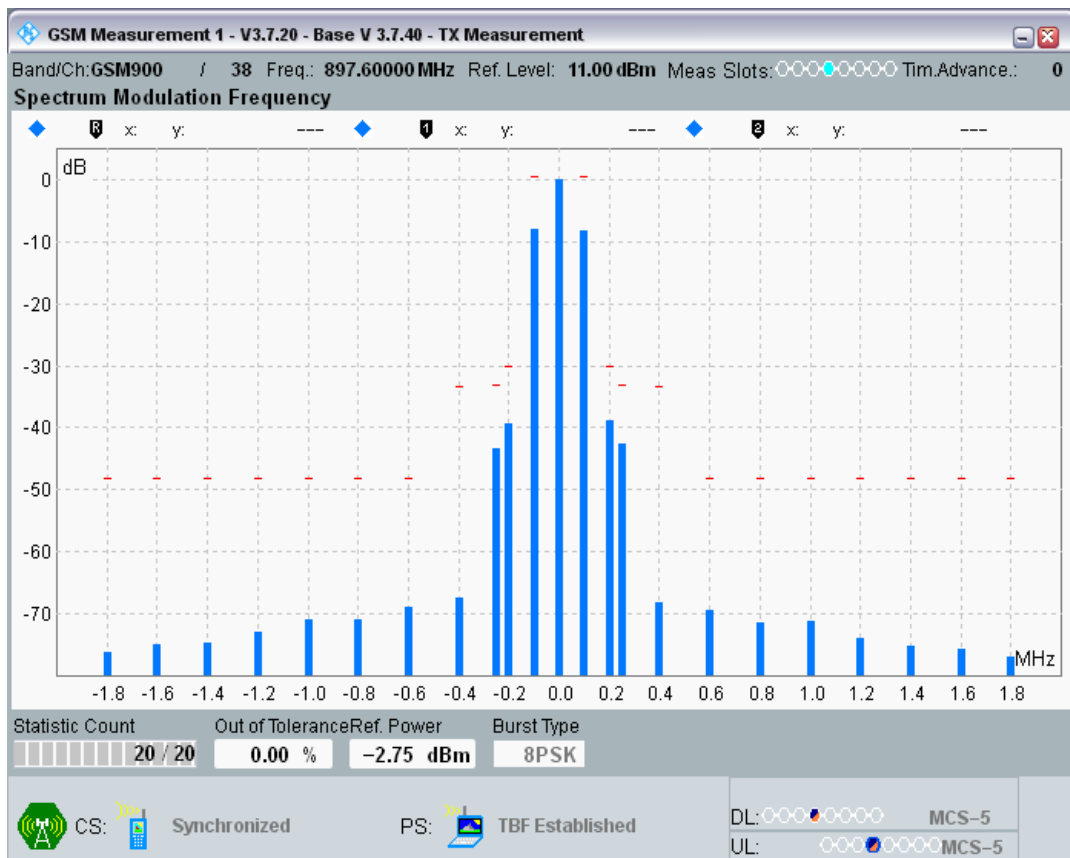 GSM Measurement 1 - V3.7.20 - Base V 3.7.40 - TX Measurement
Band/Ch:GSM900 / 38 Freq.: 897.60000 MHz Ref. Level: 11.00 dBm Meas Slots: Tim.Advance.: 0
Spectrum Modulation Frequency
R x: y: --- 1 x: y: --- 2 x: y: ---
dB
0
-10
-20
-30
-40
-50
-60
-70
MHz
-1.8 -1.6 -1.4 -1.2 -1.0 -0.8 -0.6 -0.4 -0.2 0.0 0.2 0.4 0.6 0.8 1.0 1.2 1.4 1.6 1.8
Statistic Count Out of Tolerance Ref. Power Burst Type
20 / 20 0.00 % −2.75 dBm 8PSK
CS: Synchronized PS: TBF Established DL: MCS−5
UL: MCS−5